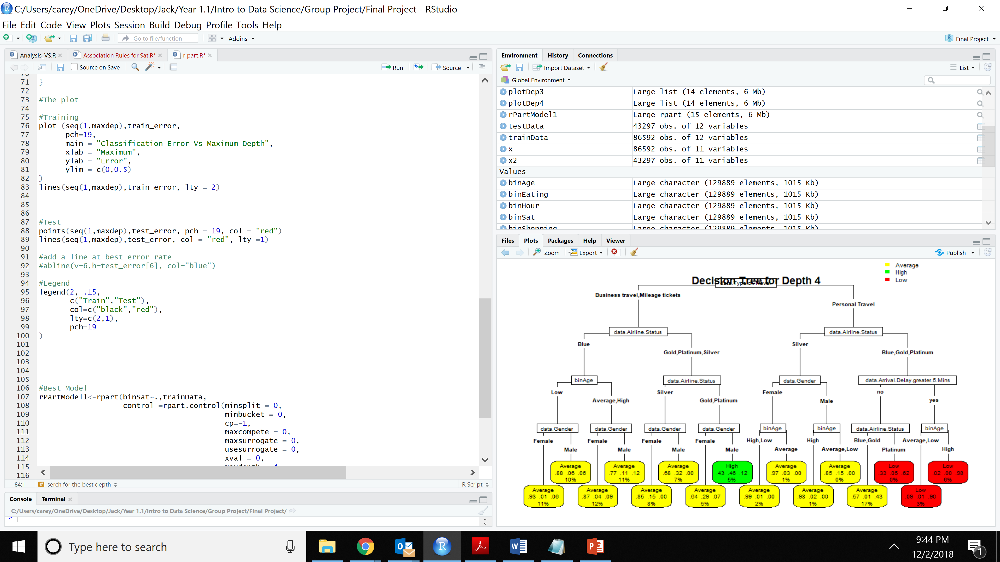 C:/Users/carey/OneDrive/Desktop/Jack/Year 1.1/Intro to Data Science/Group Project/Final Project - RStudio
File Edit Code View Plots Session Build Debug Profile Tools Help
Go to file/function
Addins
Final Project
Analysis_VS.R
Association Rules for Sat.R*
r-part.R*
Source on Save
Run
Source
71 }
72
73 #The plot
74
75 #Training
76 plot (seq(1,maxdep),train_error,
77 pch=19,
78 main = "Classification Error Vs Maximum Depth",
79 xlab = "Maximum",
80 ylab = "Error",
81 ylim = c(0,0.5)
82 )
83 lines(seq(1,maxdep),train_error, lty = 2)
84
85
86
87 #Test
88 points(seq(1,maxdep),test_error, pch = 19, col = "red")
89 lines(seq(1,maxdep),test_error, col = "red", lty =1)
90
91 #add a line at best error rate
92 #abline(v=6,h=test_error[6], col="blue")
93
94 #Legend
95 legend(2, .15,
96 c("Train","Test"),
97 col=c("black","red"),
98 lty=c(2,1),
99 pch=19
100 )
101
102
103
104
105
106 #Best Model
107 rPartModel1<-rpart(binSat~.,trainData,
108 control =rpart.control(minsplit = 0,
109 minbucket = 0,
110 cp=-1,
111 maxcompete = 0,
112 maxsurrogate = 0,
113 usesurrogate = 0,
114 xval = 0,
115
116
84:1
# serch for the best depth
R Script
Console
Terminal
C:/Users/carey/OneDrive/Desktop/Jack/Year 1.1/Intro to Data Science/Group Project/Final Project/
>
Environment
History
Connections
Import Dataset
List
Global Environment
plotDep3 Large list (14 elements, 6 Mb)
plotDep4 Large list (14 elements, 6 Mb)
rPartModel1 Large rpart (15 elements, 6 Mb)
testData 43297 obs. of 12 variables
trainData 86592 obs. of 12 variables
x 86592 obs. of 11 variables
x2 43297 obs. of 11 variables
Values
binAge Large character (129889 elements, 1015 Kb)
binEating Large character (129889 elements, 1015 Kb)
binHour Large character (129889 elements, 1015 Kb)
binSat Large character (129889 elements, 1015 Kb)
binShopping Large character (129889 elements, 1015 Kb)
Files
Plots
Packages
Help
Viewer
Zoom
Export
Publish
Average
High
Low
Decision Tree for Depth 4
Business travel,Mileage tickets
Personal Travel
data.Airline.Status
data.Airline.Status
Blue
Silver
Gold,Platinum,Silver
Blue,Gold,Platinum
binAge
data.Airline.Status
data.Gender
data.Arrival.Delay.greater.5.Mins
Low
Silver
Female
no
Average,High
Gold,Platinum
Male
yes
data.Gender
data.Gender
data.Gender
data.Gender
binAge
binAge
data.Airline.Status
binAge
Female
Female
Female
Female
High,Low
High
Blue,Gold
Average,Low
Male
Male
Male
Male
Average
Average,Low
Platinum
High
Average
.88 .06 .06
10%
Average
.77 .11 .12
11%
Average
.68 .32 .00
7%
High
.43 .46 .12
5%
Average
.97 .03 .00
1%
Average
.85 .15 .00
0%
Low
.33 .05 .62
0%
Low
.02 .00 .98
6%
Average
.93 .01 .06
11%
Average
.87 .04 .09
12%
Average
.85 .15 .00
8%
Average
.64 .29 .07
5%
Average
.99 .01 .00
2%
Average
.98 .02 .00
1%
Average
.57 .01 .43
17%
Low
.09 .01 .90
3%
Type here to search
9:44 PM
12/2/2018
1